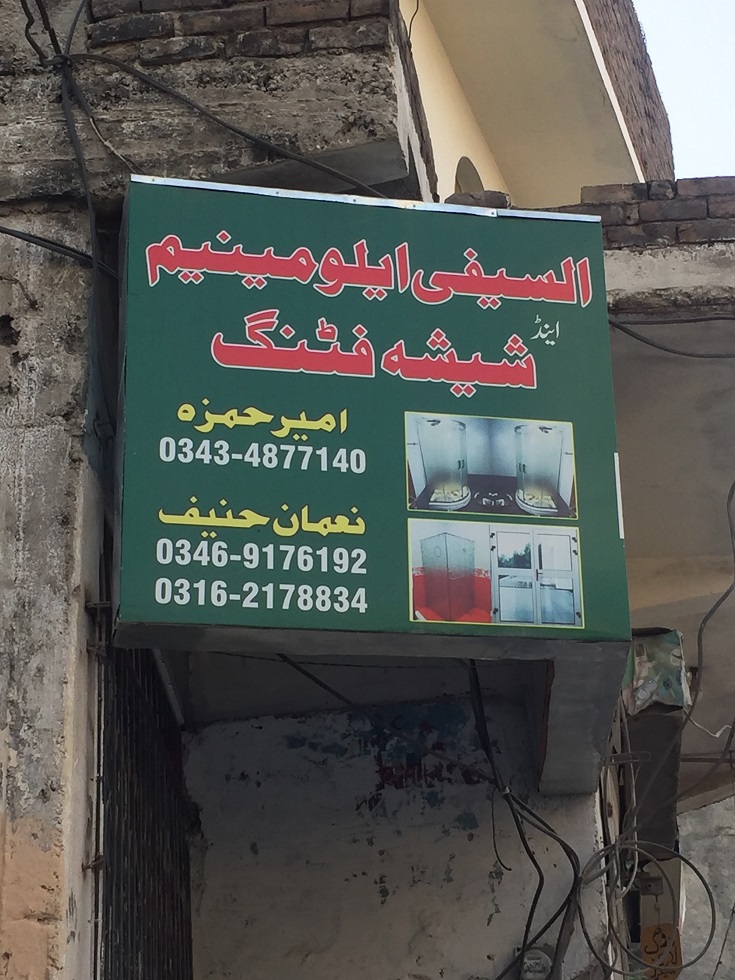 السیفی ایلومینیم
اینڈ
شیشہ فٹنگ
امیر حمزہ
0343-4877140
نعمان حنیف
0346-9176192
0316-2178834